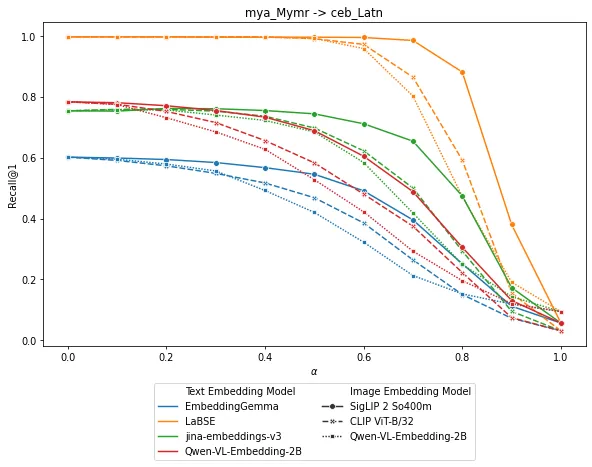 mya_Mymr -> ceb_Latn
Recall@1
1.0
0.8
0.6
0.4
0.2
0.0
0.0 0.2 0.4 0.6 0.8 1.0
α
Text Embedding Model
EmbeddingGemma
LaBSE
jina-embeddings-v3
Qwen-VL-Embedding-2B
Image Embedding Model
SigLIP 2 So400m
CLIP ViT-B/32
Qwen-VL-Embedding-2B